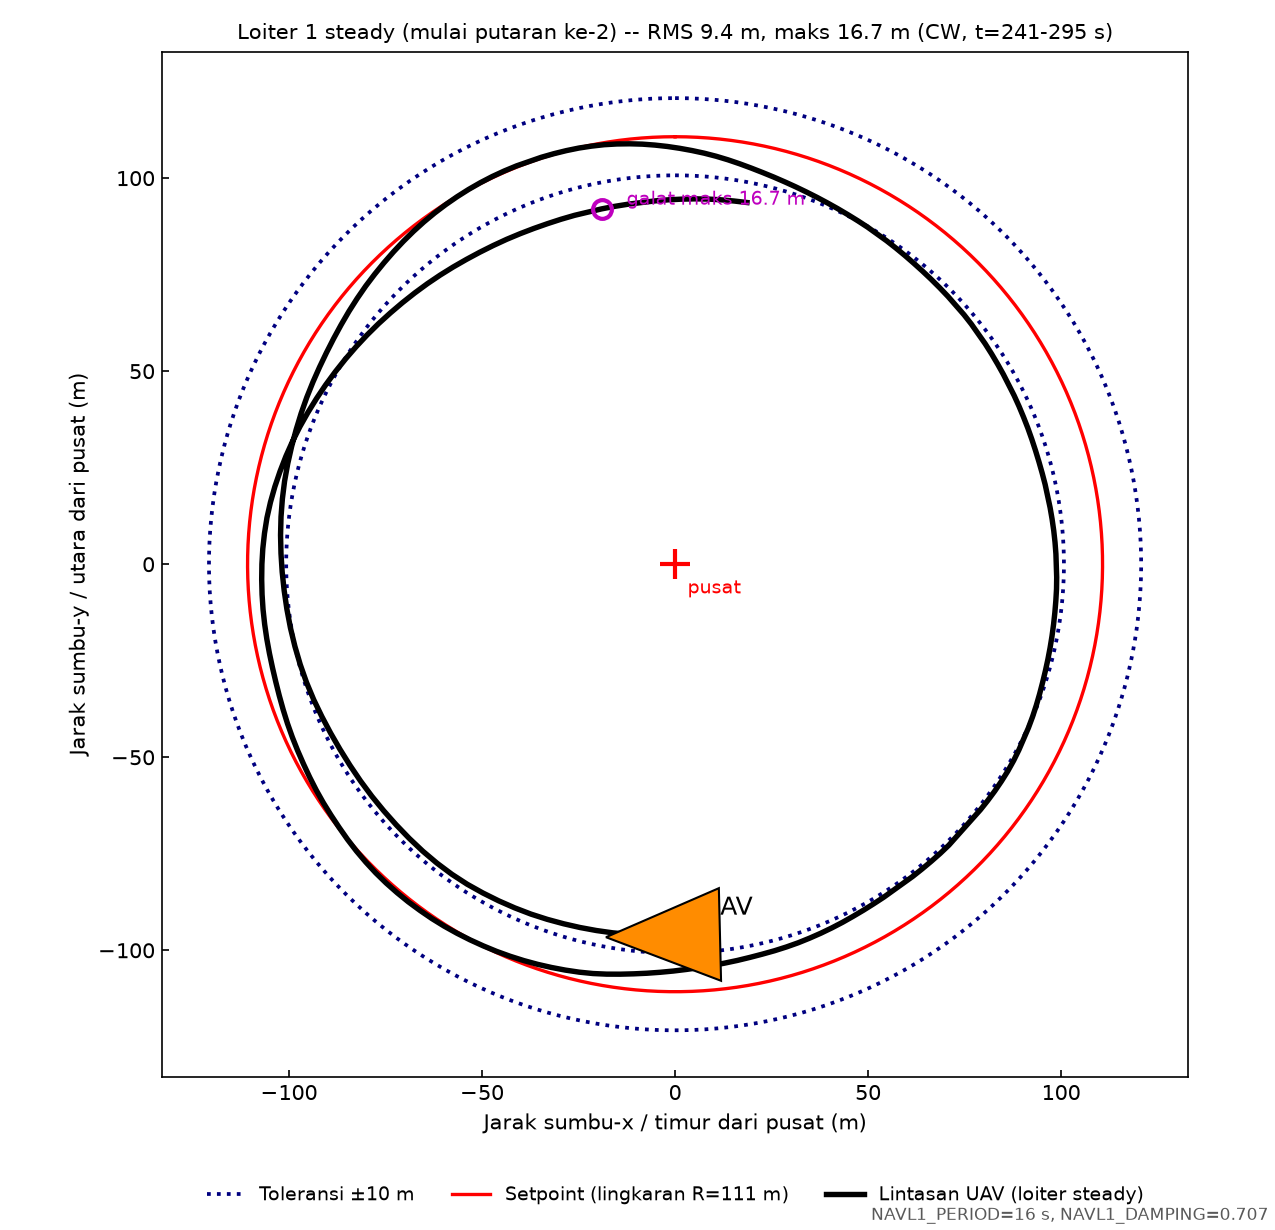 Loiter 1 steady (mulai putaran ke-2) -- RMS 9.4 m, maks 16.7 m (CW, t=241-295 s)
Jarak sumbu-y / utara dari pusat (m)
100
50
0
−50
−100
galat maks 16.7 m
pusat
AV
−100
−50
0
50
100
Jarak sumbu-x / timur dari pusat (m)
Toleransi ±10 m
Setpoint (lingkaran R=111 m)
Lintasan UAV (loiter steady)
NAVL1_PERIOD=16 s, NAVL1_DAMPING=0.707